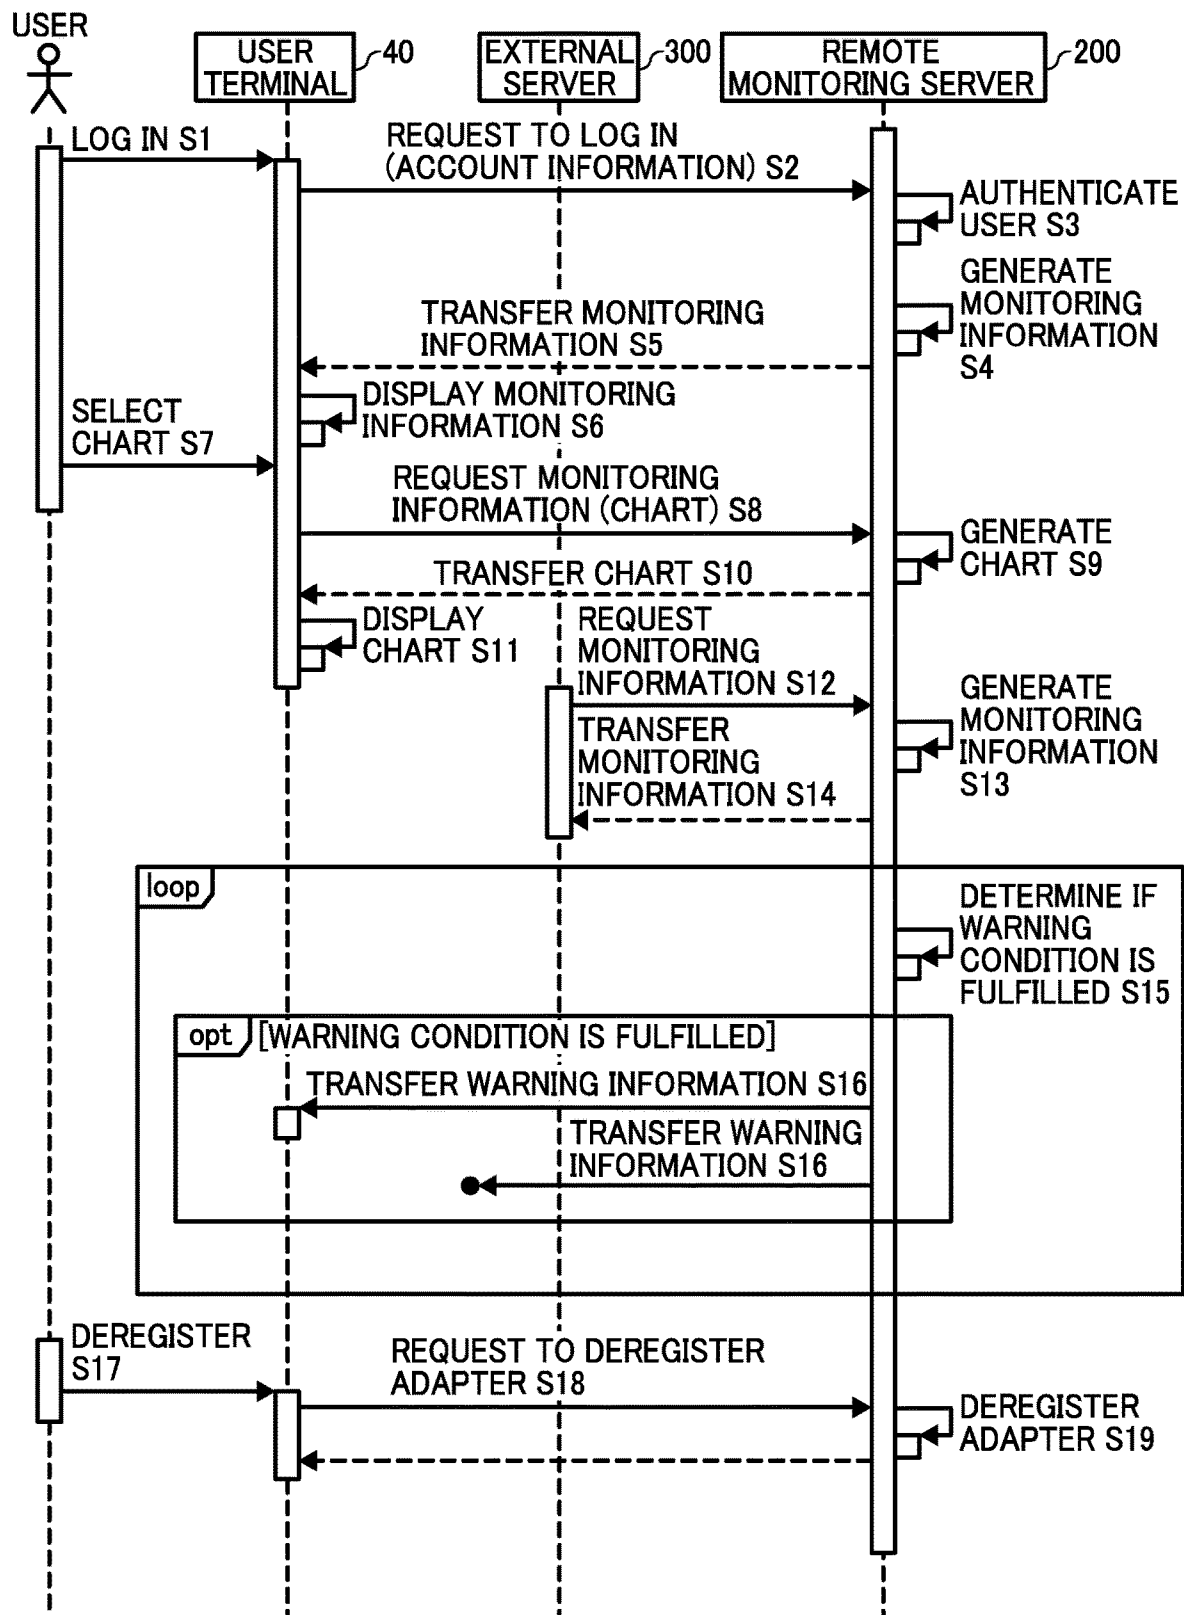 USER
USER
TERMINAL
40
EXTERNAL
SERVER
300
REMOTE
MONITORING SERVER
200
LOG IN S1
REQUEST TO LOG IN
(ACCOUNT INFORMATION) S2
AUTHENTICATE
USER S3
GENERATE
MONITORING
INFORMATION
S4
TRANSFER MONITORING
INFORMATION S5
DISPLAY MONITORING
INFORMATION S6
SELECT
CHART S7
REQUEST MONITORING
INFORMATION (CHART) S8
GENERATE
CHART S9
TRANSFER CHART S10
DISPLAY
CHART S11
REQUEST
MONITORING
INFORMATION S12
GENERATE
MONITORING
INFORMATION
S13
TRANSFER
MONITORING
INFORMATION S14
loop
DETERMINE IF
WARNING
CONDITION IS
FULFILLED S15
opt
[WARNING CONDITION IS FULFILLED]
TRANSFER WARNING INFORMATION S16
TRANSFER WARNING
INFORMATION S16
DEREGISTER
S17
REQUEST TO DEREGISTER
ADAPTER S18
DEREGISTER
ADAPTER S19